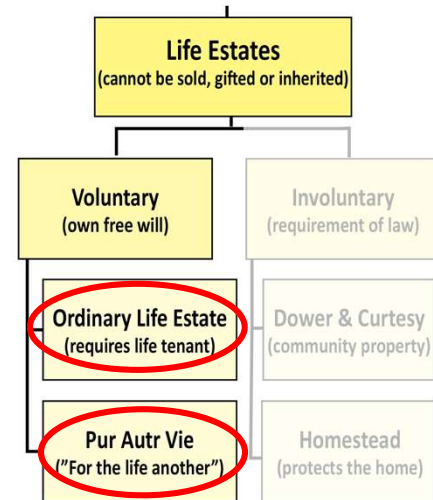 Life Estates
(cannot be sold, gifted or inherited)
Voluntary
(own free will)
Involuntary
(requirement of law)
Ordinary Life Estate
(requires life tenant)
Dower & Curtesy
(community property)
Pur Autr Vie
(”For the life another”)
Homestead
(protects the home)